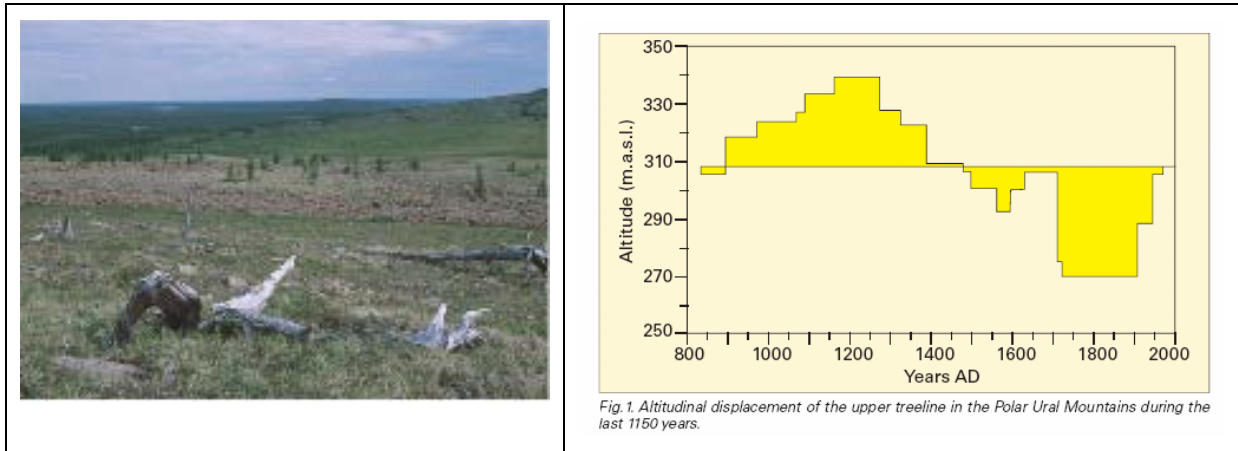 350
330
310
290
270
250
Altitude (m.a.s.l.)
800 1000 1200 1400 1600 1800 2000
Years AD
Fig.1. Altitudinal displacement of the upper treeline in the Polar Ural Mountains during the
last 1150 years.